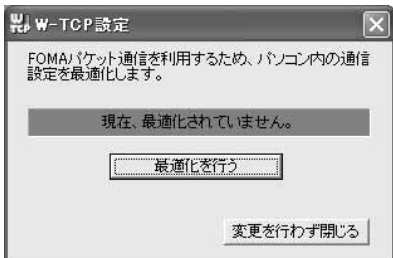 W-TCP設定
FOMAパケット通信を利用するため、パソコン内の通信
設定を最適化します。
現在、最適化されていません。
最適化を行う
変更を行わず閉じる